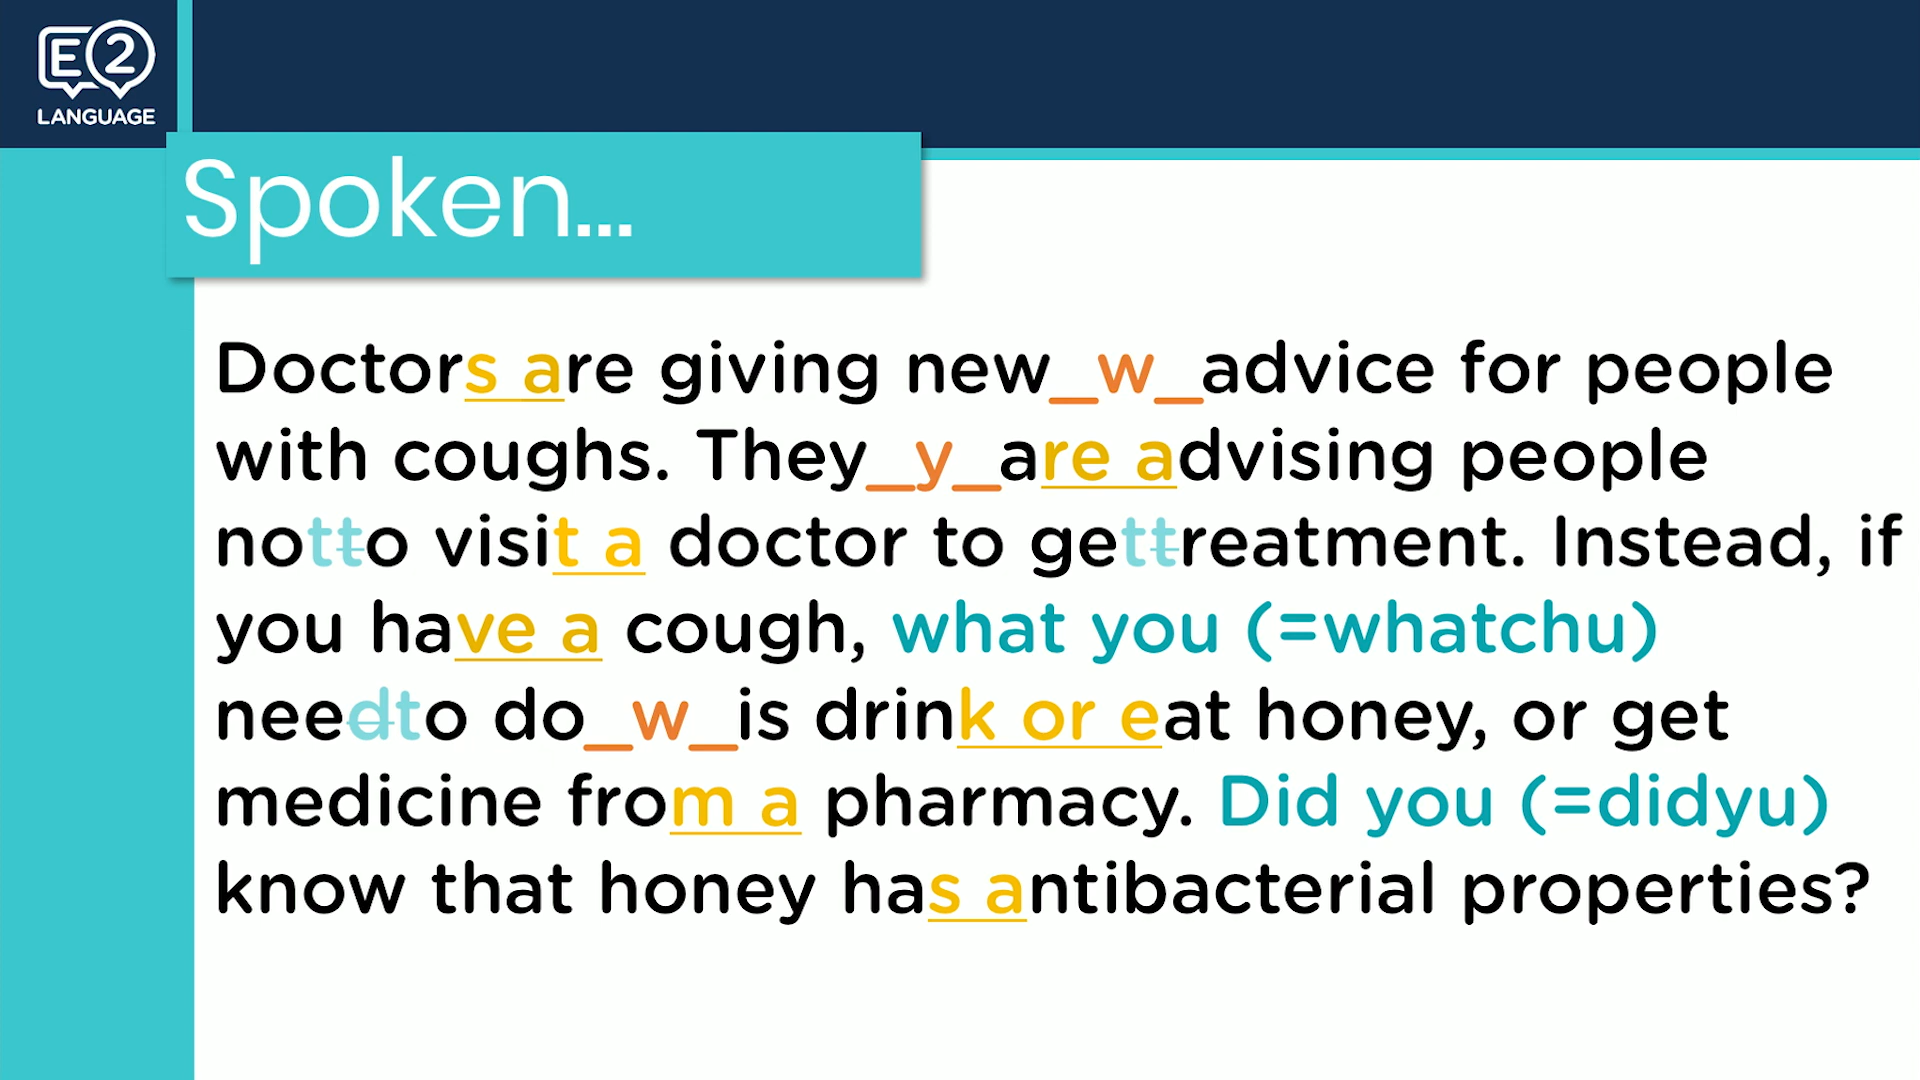 E2
LANGUAGE
Spoken...
Doctors are giving new_w_advice for people
with coughs. They_y_are advising people
notto visit a doctor to gettreatment. Instead, if
you have a cough, what you (=whatchu)
needto do_w_is drink or eat honey, or get
medicine from a pharmacy. Did you (=didyu)
know that honey has antibacterial properties?